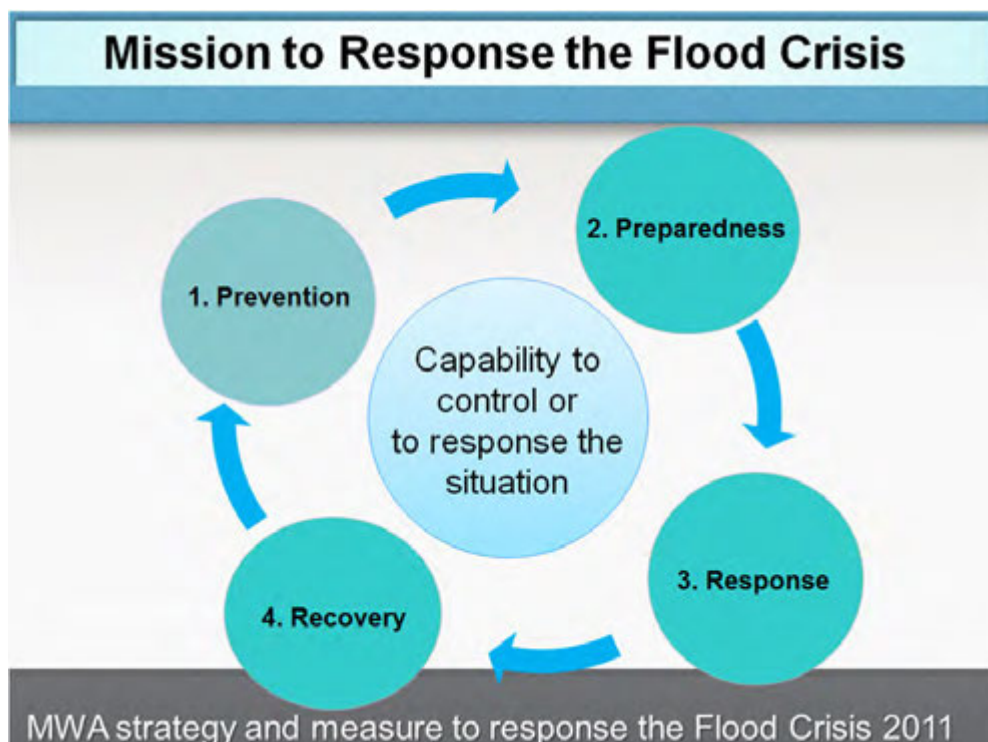 Mission to Response the Flood Crisis
1. Prevention
2. Preparedness
Capability to
control or
to response the
situation
3. Response
4. Recovery
MWA strategy and measure to response the Flood Crisis 2011